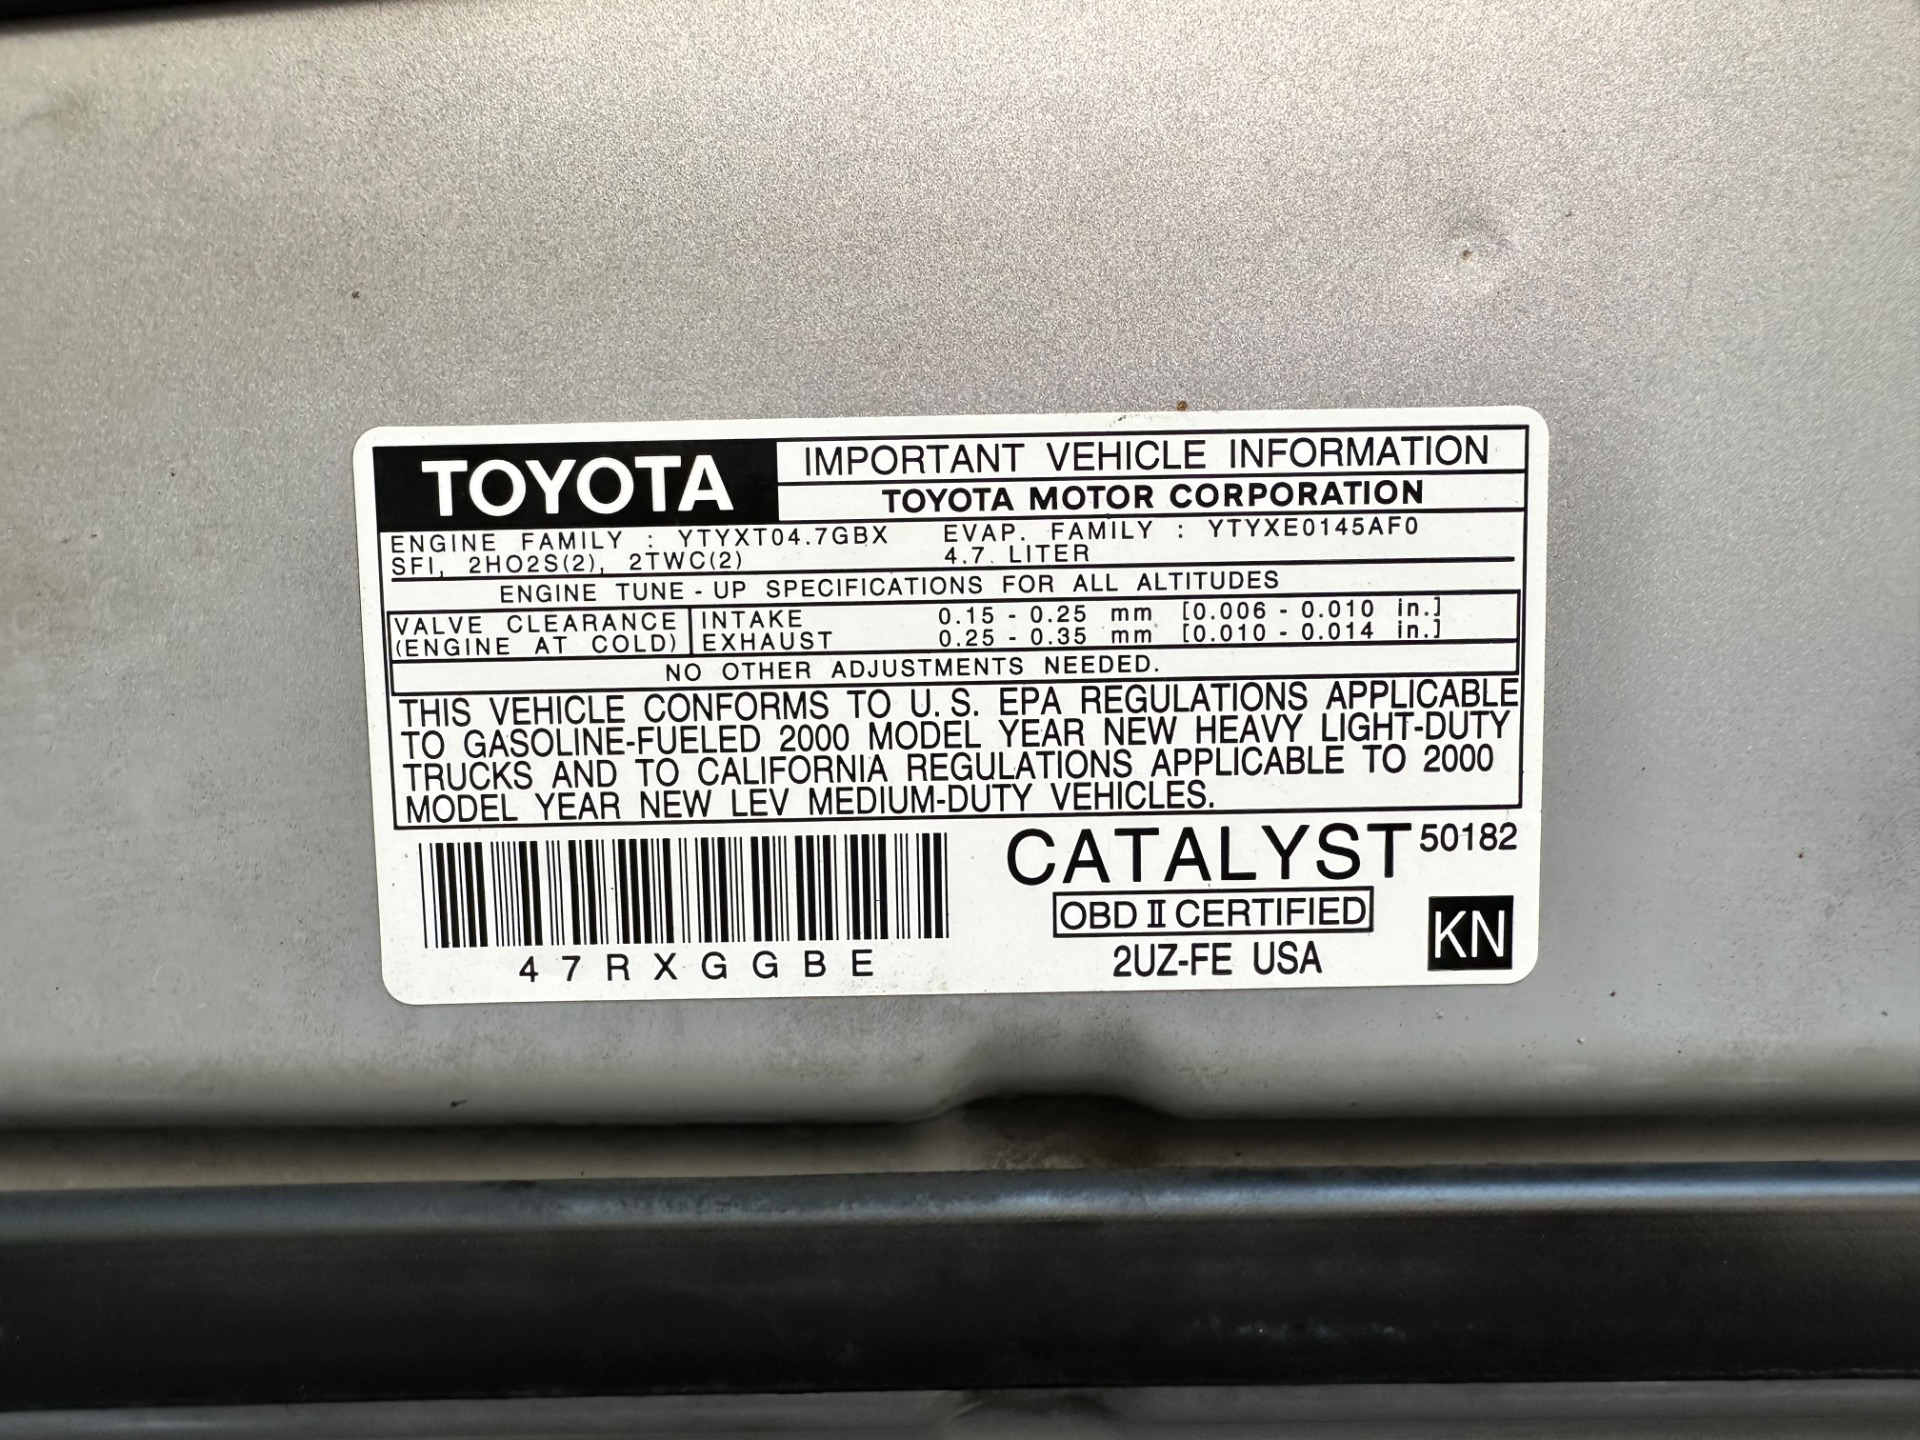 TOYOTA
IMPORTANT VEHICLE INFORMATION
TOYOTA MOTOR CORPORATION
ENGINE FAMILY : YTYXT04.7GBX EVAP. FAMILY : YTYXE0145AF0
SFI, 2HO2S(2), 2TWC(2) 4.7 LITER
ENGINE TUNE-UP SPECIFICATIONS FOR ALL ALTITUDES
VALVE CLEARANCE INTAKE 0.15 - 0.25 mm [0.006 - 0.010 in.]
(ENGINE AT COLD) EXHAUST 0.25 - 0.35 mm [0.010 - 0.014 in.]
NO OTHER ADJUSTMENTS NEEDED.
THIS VEHICLE CONFORMS TO U.S. EPA REGULATIONS APPLICABLE
TO GASOLINE-FUELED 2000 MODEL YEAR NEW HEAVY LIGHT-DUTY
TRUCKS AND TO CALIFORNIA REGULATIONS APPLICABLE TO 2000
MODEL YEAR NEW LEV MEDIUM-DUTY VEHICLES.
CATALYST 50182
OBD II CERTIFIED
KN
47RXGGBE
2UZ-FE USA